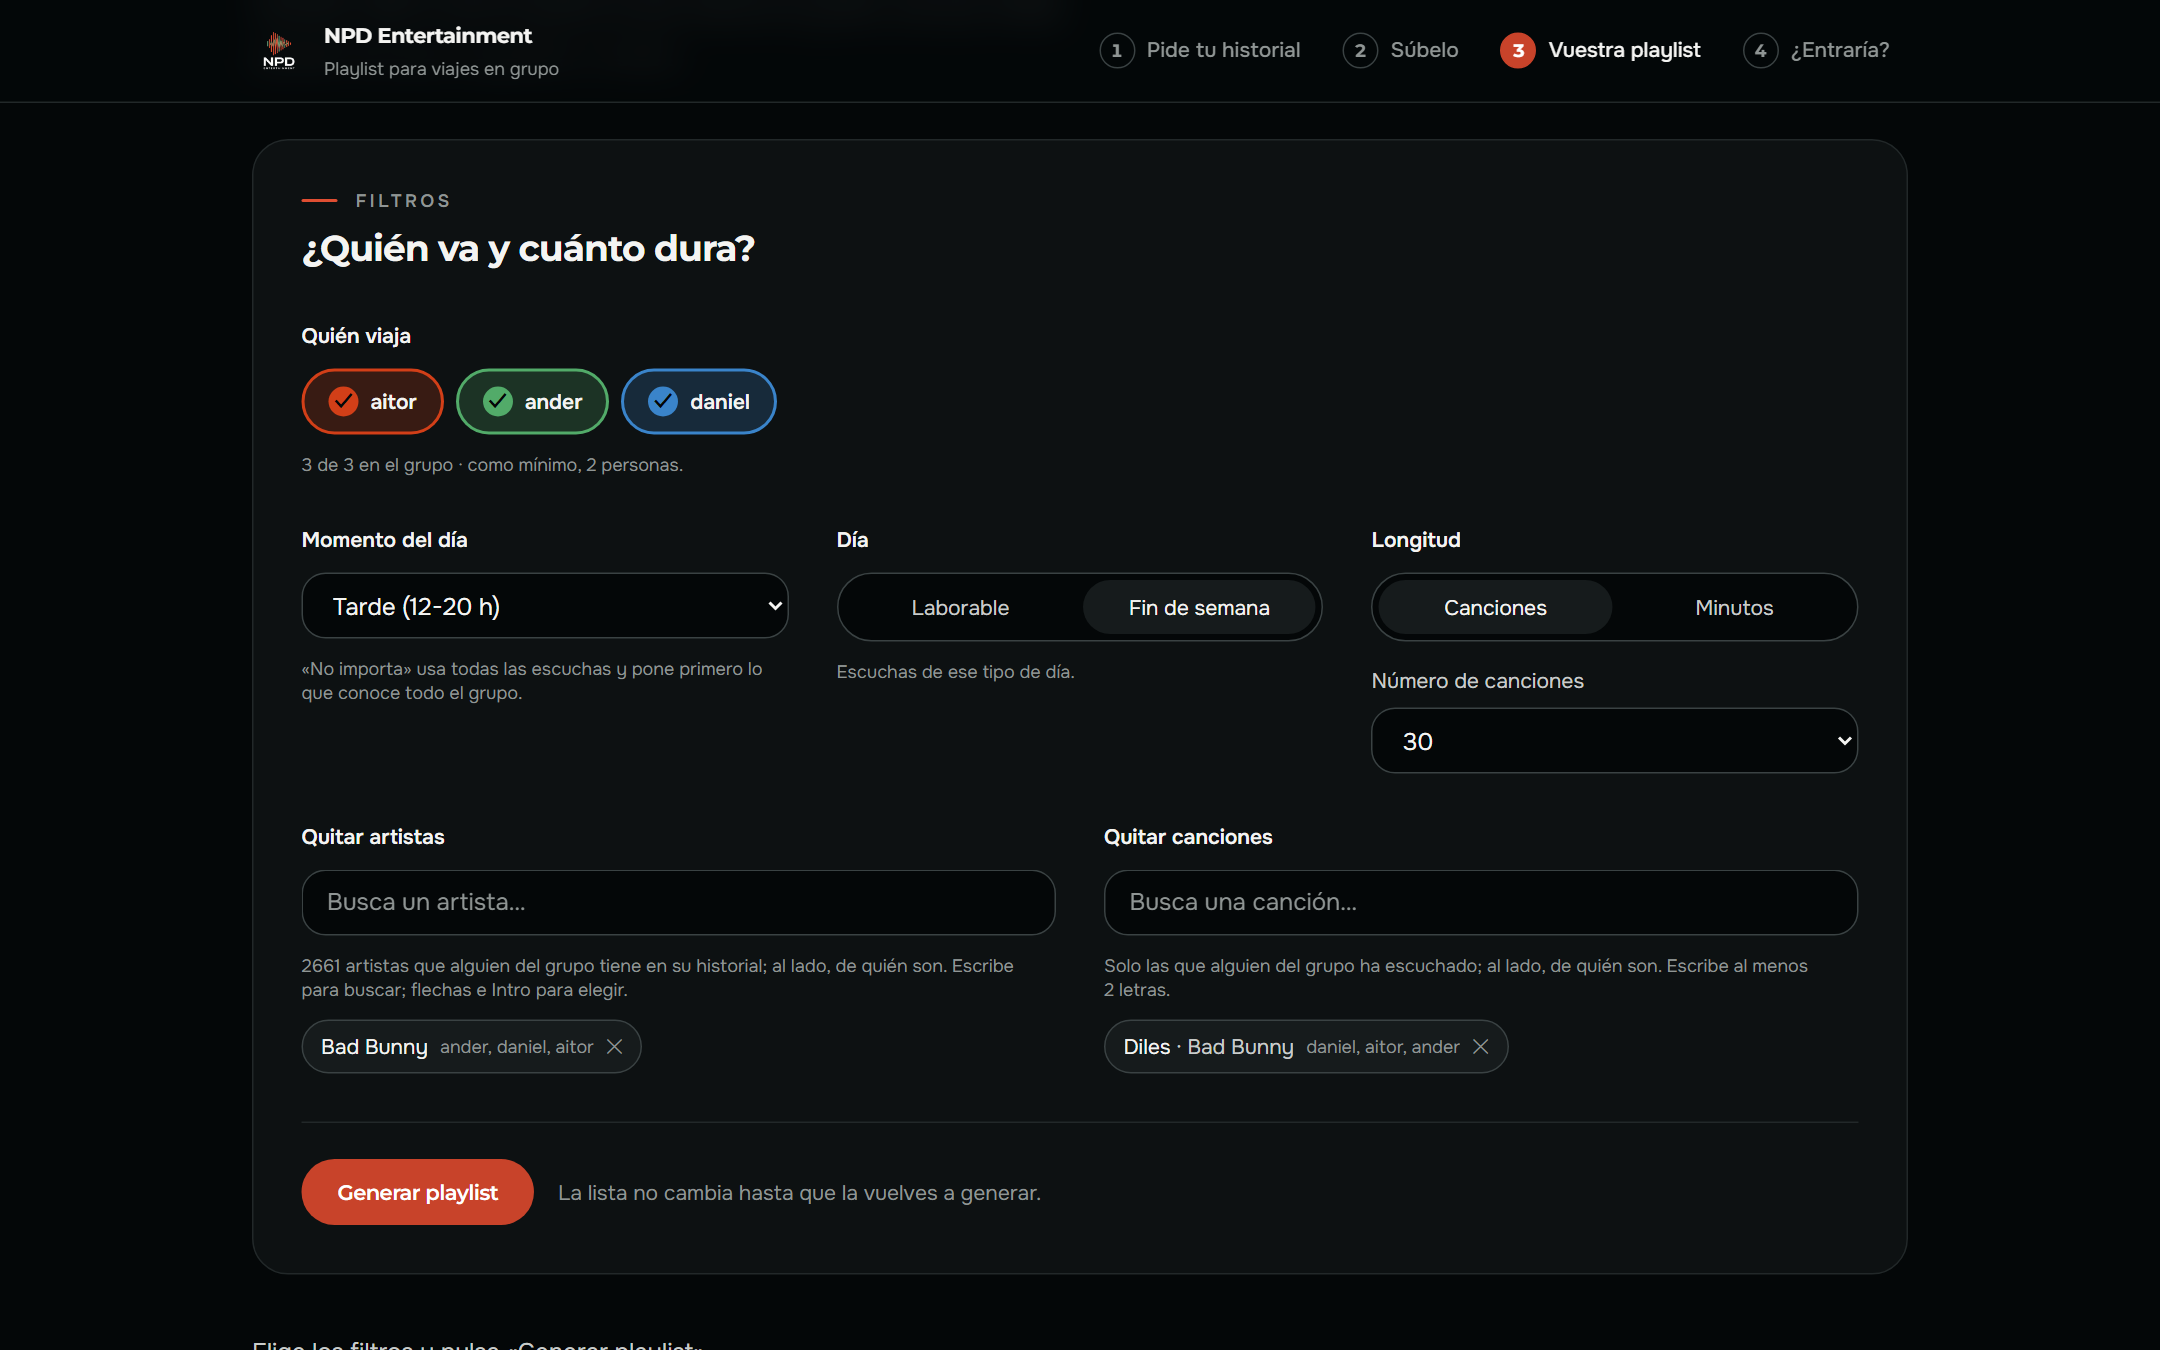 NPD
NPD Entertainment
Playlist para viajes en grupo
1 Pide tu historial
2 Súbelo
3 Vuestra playlist
4 ¿Entraría?
FILTROS
¿Quién va y cuánto dura?
Quién viaja
aitor
ander
daniel
3 de 3 en el grupo · como mínimo, 2 personas.
Momento del día
Tarde (12-20 h)
«No importa» usa todas las escuchas y pone primero lo
que conoce todo el grupo.
Día
Laborable
Fin de semana
Escuchas de ese tipo de día.
Longitud
Canciones
Minutos
Número de canciones
30
Quitar artistas
Busca un artista...
2661 artistas que alguien del grupo tiene en su historial; al lado, de quién son. Escribe
para buscar; flechas e Intro para elegir.
Bad Bunny ander, daniel, aitor
Quitar canciones
Busca una canción...
Solo las que alguien del grupo ha escuchado; al lado, de quién son. Escribe al menos
2 letras.
Diles · Bad Bunny daniel, aitor, ander
Generar playlist
La lista no cambia hasta que la vuelves a generar.
Elige los filtros y pulsa «Generar playlist»